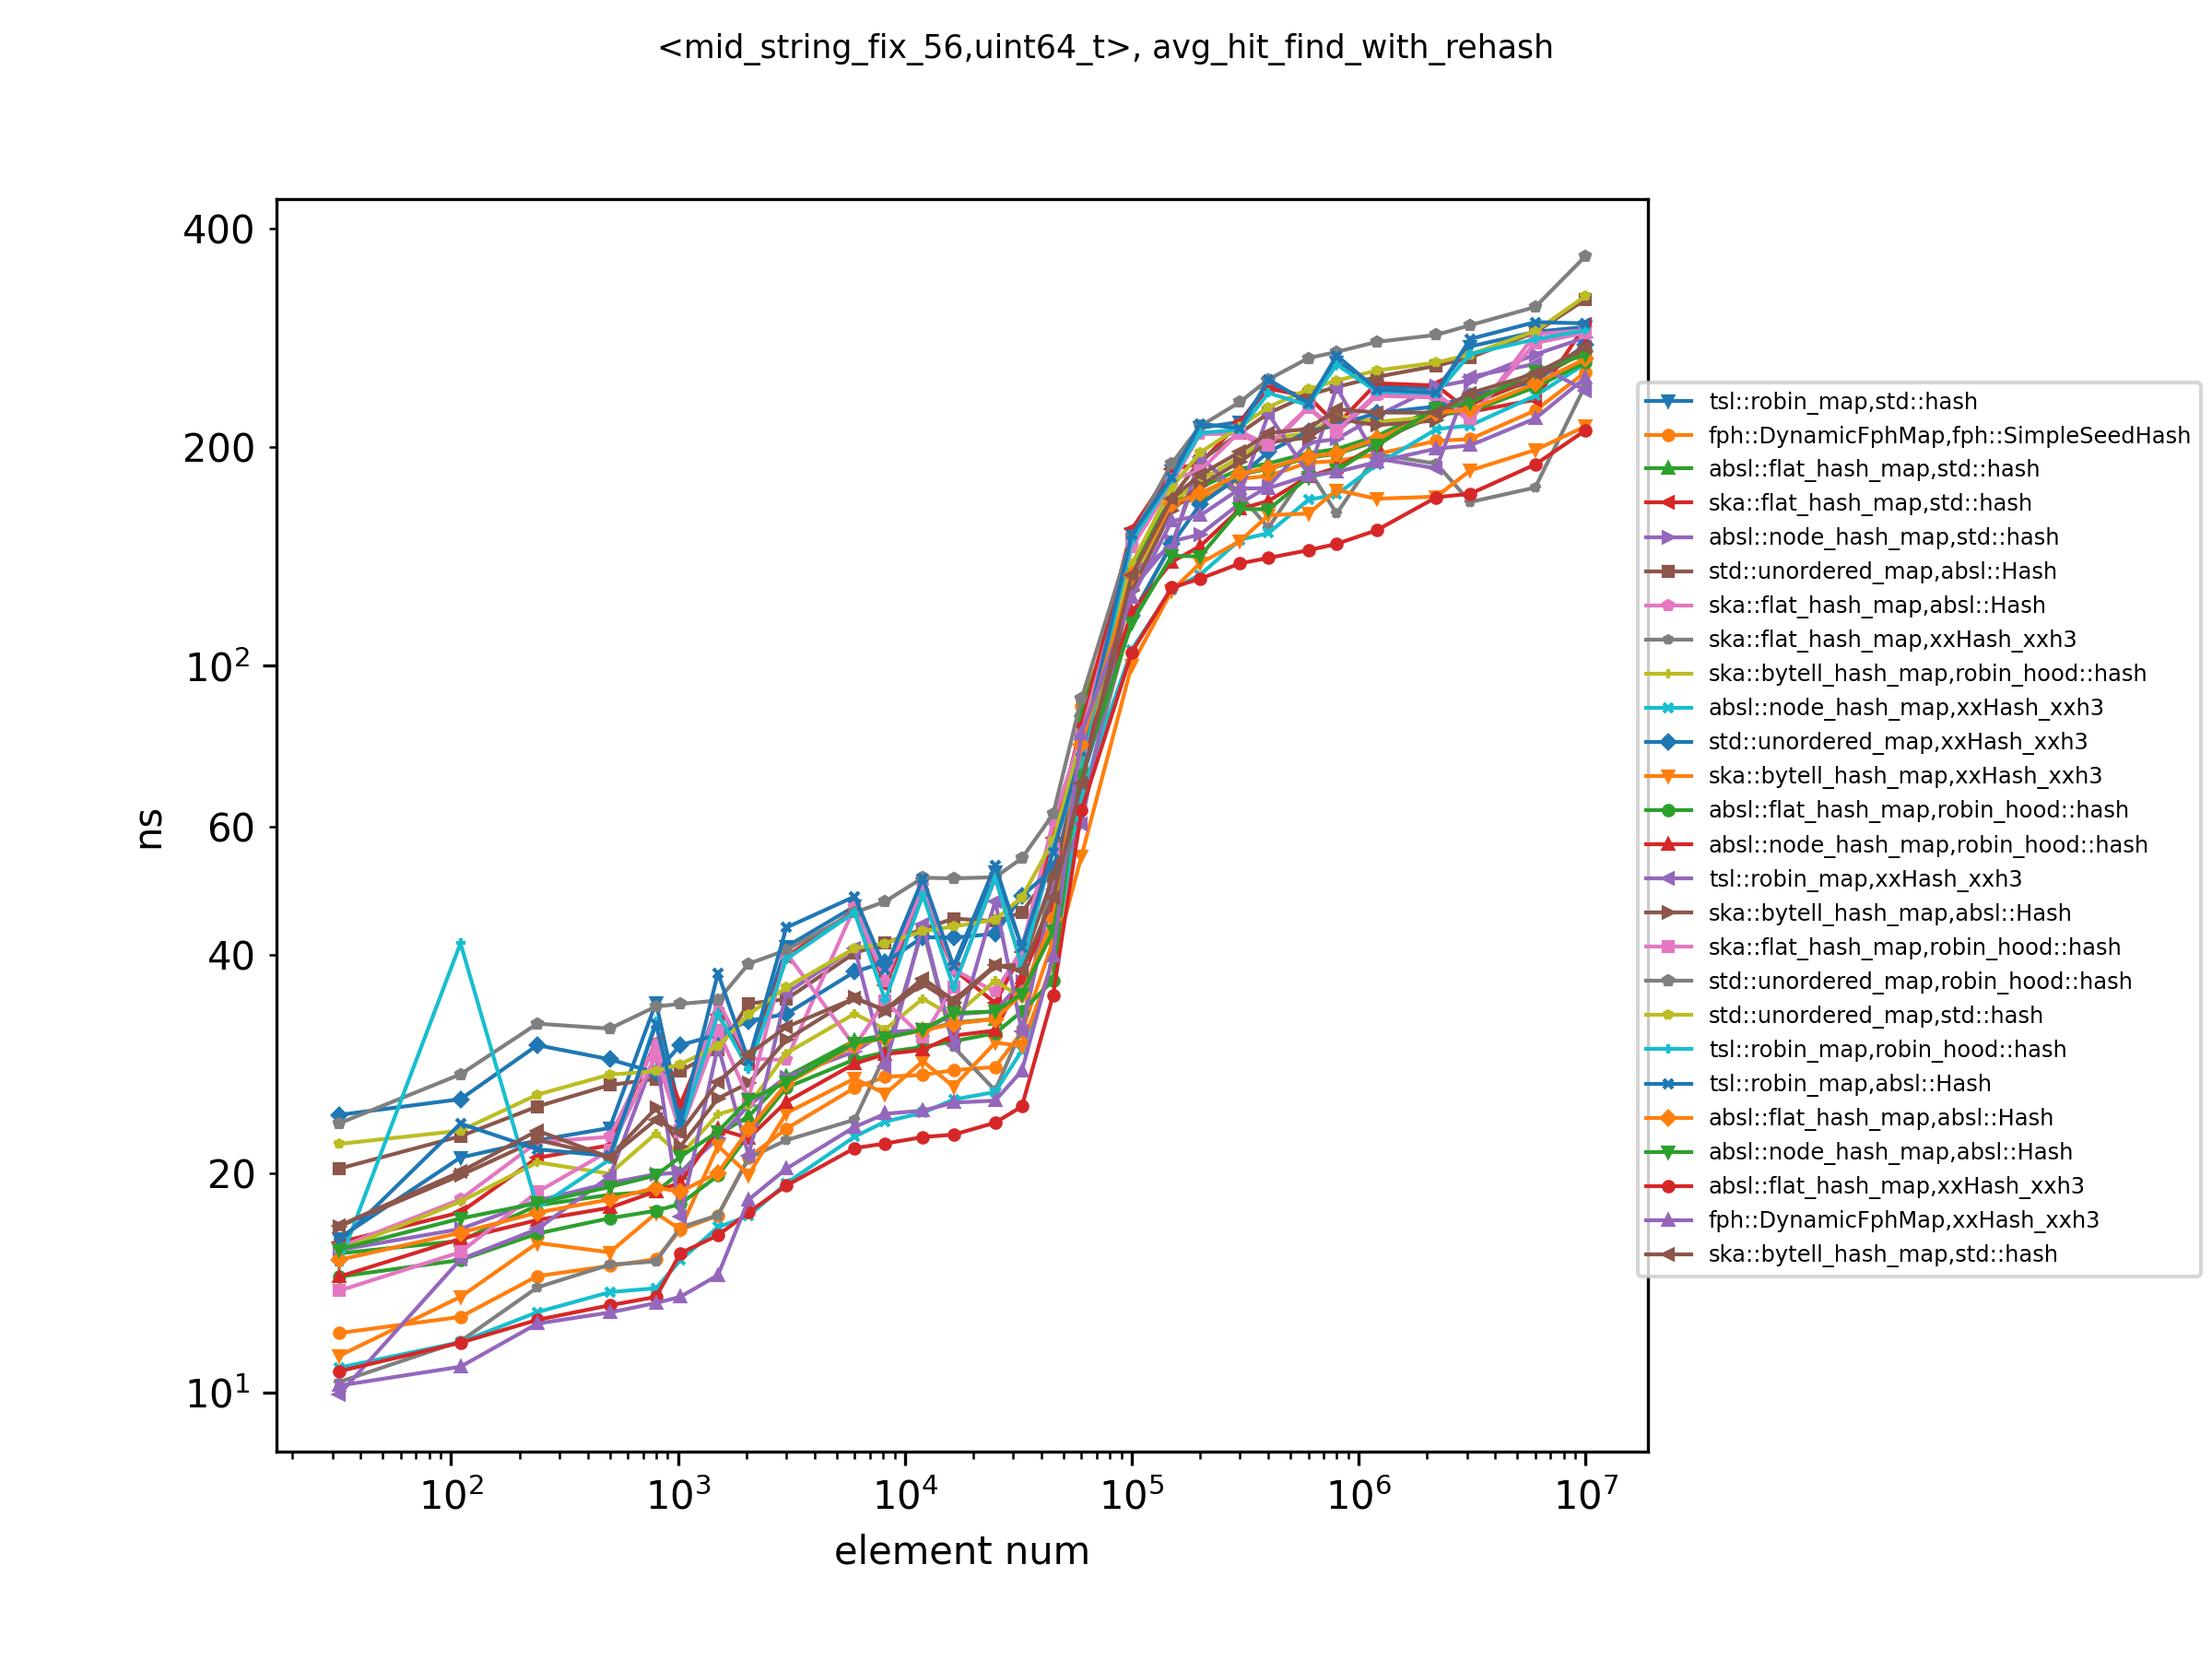 <mid_string_fix_56,uint64_t>, avg_hit_find_with_rehash
400
200
10²
60
40
20
10¹
ns
10² 10³ 10⁴ 10⁵ 10⁶ 10⁷
element num
tsl::robin_map,std::hash
fph::DynamicFphMap,fph::SimpleSeedHash
absl::flat_hash_map,std::hash
ska::flat_hash_map,std::hash
absl::node_hash_map,std::hash
std::unordered_map,absl::Hash
ska::flat_hash_map,absl::Hash
ska::flat_hash_map,xxHash_xxh3
ska::bytell_hash_map,robin_hood::hash
absl::node_hash_map,xxHash_xxh3
std::unordered_map,xxHash_xxh3
ska::bytell_hash_map,xxHash_xxh3
absl::flat_hash_map,robin_hood::hash
absl::node_hash_map,robin_hood::hash
tsl::robin_map,xxHash_xxh3
ska::bytell_hash_map,absl::Hash
ska::flat_hash_map,robin_hood::hash
std::unordered_map,robin_hood::hash
std::unordered_map,std::hash
tsl::robin_map,robin_hood::hash
tsl::robin_map,absl::Hash
absl::flat_hash_map,absl::Hash
absl::node_hash_map,absl::Hash
absl::flat_hash_map,xxHash_xxh3
fph::DynamicFphMap,xxHash_xxh3
ska::bytell_hash_map,std::hash